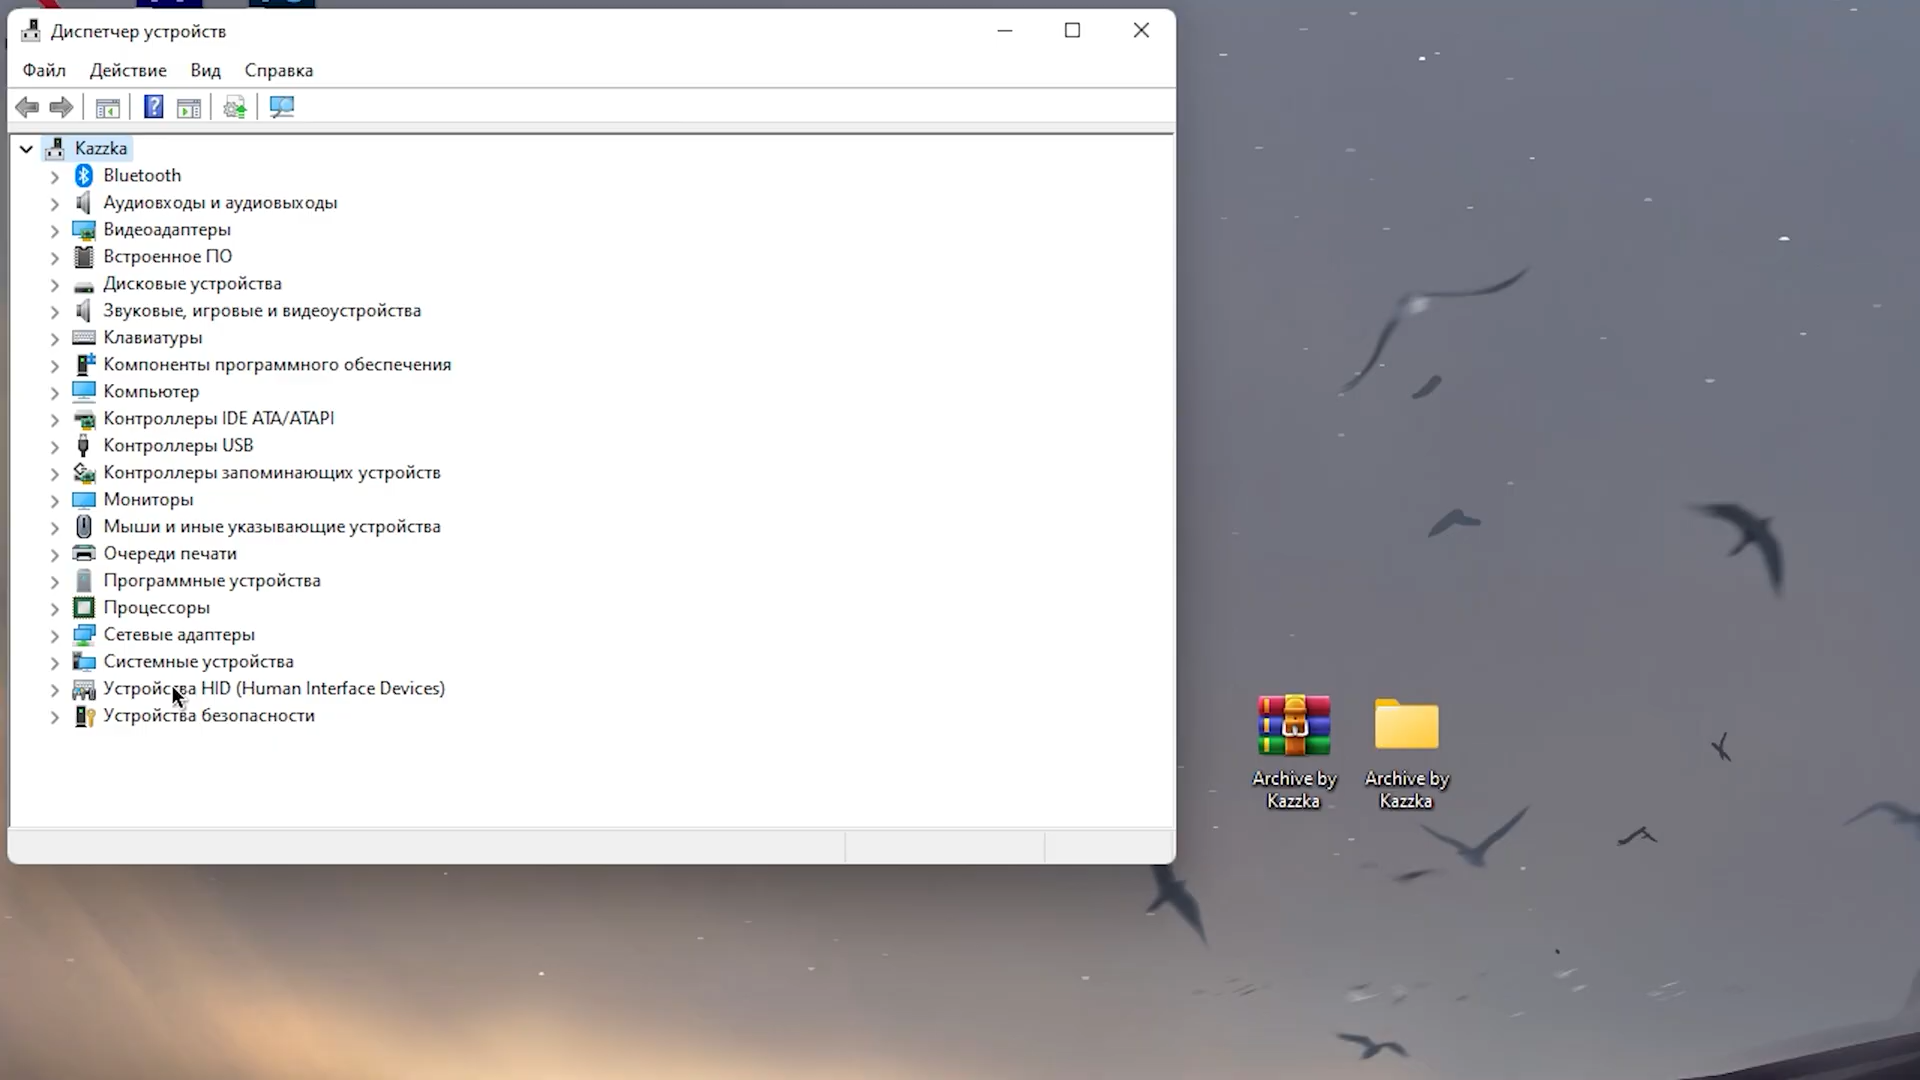 Диспетчер устройств
Файл Действие Вид Справка
Kazzka
Bluetooth
Аудиовходы и аудиовыходы
Видеоадаптеры
Встроенное ПО
Дисковые устройства
Звуковые, игровые и видеоустройства
Клавиатуры
Компоненты программного обеспечения
Компьютер
Контроллеры IDE ATA/ATAPI
Контроллеры USB
Контроллеры запоминающих устройств
Мониторы
Мыши и иные указывающие устройства
Очереди печати
Программные устройства
Процессоры
Сетевые адаптеры
Системные устройства
Устройства HID (Human Interface Devices)
Устройства безопасности
Archive by
Kazzka
Archive by
Kazzka